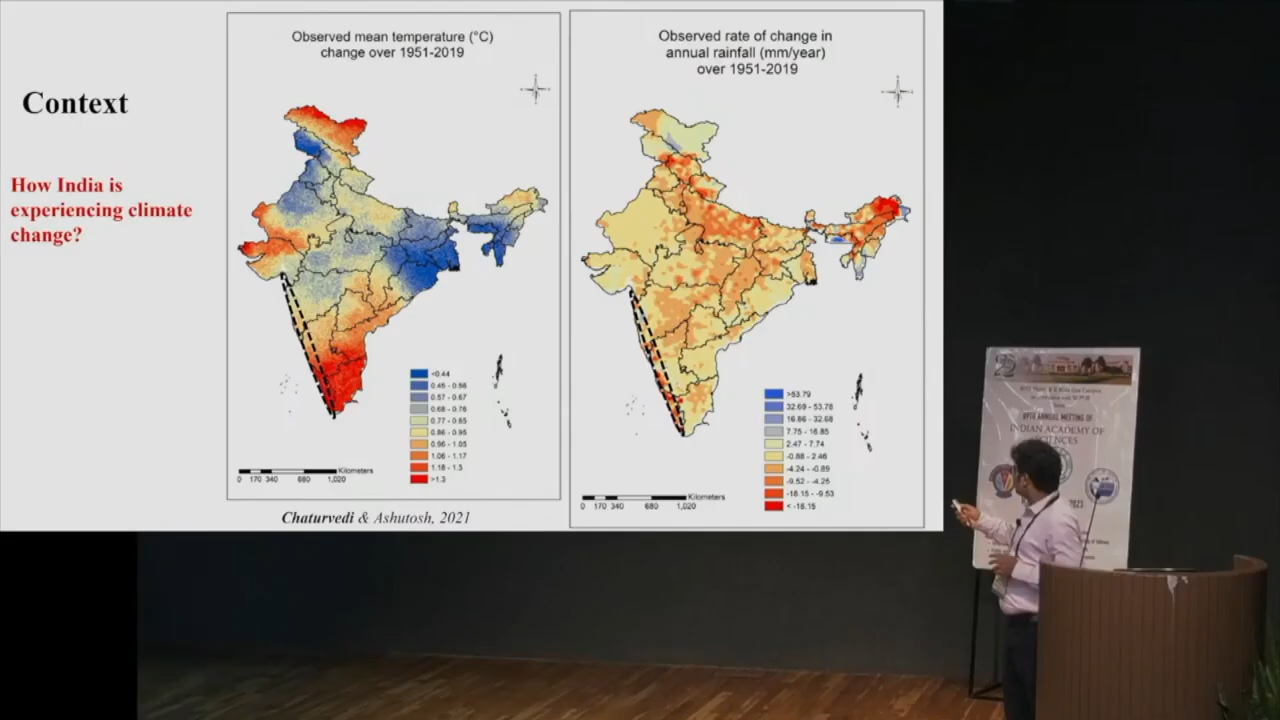 Context
How India is
experiencing climate
change?
Observed mean temperature (°C)
change over 1951-2019
<0.44
0.45 - 0.56
0.57 - 0.67
0.68 - 0.76
0.77 - 0.85
0.86 - 0.95
0.96 - 1.05
1.06 - 1.17
1.18 - 1.3
>1.3
Kilometers
0 170 340 680 1,020
Chaturvedi & Ashutosh, 2021
Observed rate of change in
annual rainfall (mm/year)
over 1951-2019
>53.79
32.69 - 53.78
16.86 - 32.68
7.75 - 16.85
2.47 - 7.74
-0.88 - 2.46
-4.24 - -0.89
-9.52 - -4.25
-18.15 - -9.53
< -18.15
Kilometers
0 170 340 680 1,020
89TH ANNUAL MEETING OF
INDIAN ACADEMY OF
SCIENCES
2023